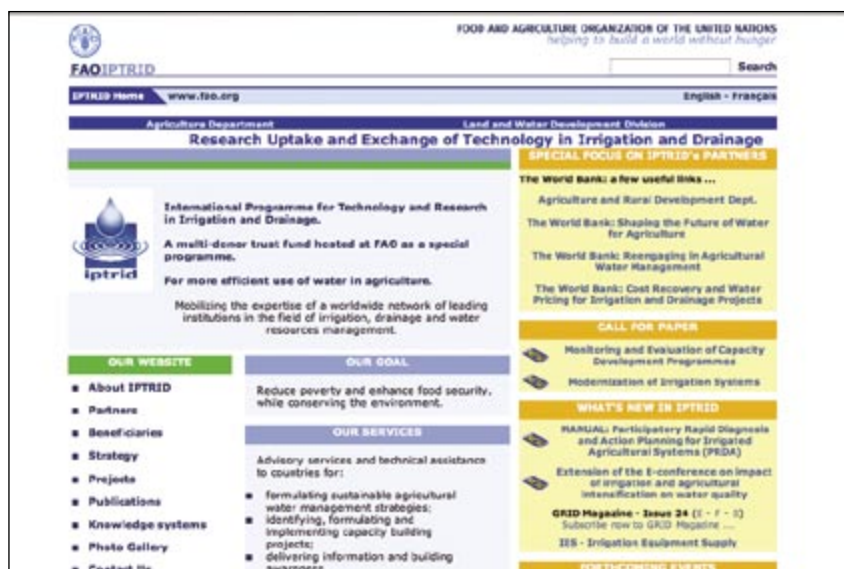 FOOD AND AGRICULTURE ORGANIZATION OF THE UNITED NATIONS
helping to build a world without hunger
FAOIPTRID
Search
IPTRID Home
www.fao.org
English - Français
Agriculture Department
Land and Water Development Division
Research Uptake and Exchange of Technology in Irrigation and Drainage
iptrid
International Programme for Technology and Research
in Irrigation and Drainage.
A multi-donor trust fund hosted at FAO as a special
programme.
For more efficient use of water in agriculture.
Mobilizing the expertise of a worldwide network of leading
institutions in the field of irrigation, drainage and water
resources management.
OUR WEBSITE
About IPTRID
Partners
Beneficiaries
Strategy
Projects
Publications
Knowledge systems
Photo Gallery
Contact Us
OUR GOAL
Reduce poverty and enhance food security,
while conserving the environment.
OUR SERVICES
Advisory services and technical assistance
to countries for:
formulating sustainable agricultural
water management strategies;
identifying, formulating and
implementing capacity building
projects;
delivering information and building
awareness
SPECIAL FOCUS ON IPTRID's PARTNERS
The World Bank: a few useful links ...
Agriculture and Rural Development Dept.
The World Bank: Shaping the Future of Water
for Agriculture
The World Bank: Reengaging in Agricultural
Water Management
The World Bank: Cost Recovery and Water
Pricing for Irrigation and Drainage Projects
CALL FOR PAPER
Monitoring and Evaluation of Capacity
Development Programmes
Modernization of Irrigation Systems
WHAT'S NEW IN IPTRID
MANUAL: Participatory Rapid Diagnosis
and Action Planning for Irrigated
Agricultural Systems (PRDA)
Extension of the E-conference on impact
of irrigation and agricultural
intensification on water quality
GRID Magazine - Issue 24 (E - F - S)
Subscribe now to GRID Magazine ...
IES - Irrigation Equipment Supply
FORTHCOMING EVENTS